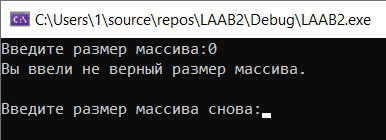 C:\Users\1\source\repos\LAAB2\Debug\LAAB2.exe
Введите размер массива:0
Вы ввели не верный размер массива.
Введите размер массива снова: